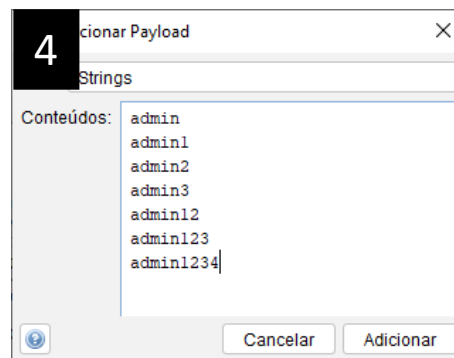 4
cionar Payload
Strings
Conteúdos:
admin
admin1
admin2
admin3
admin12
admin123
admin1234
Cancelar
Adicionar